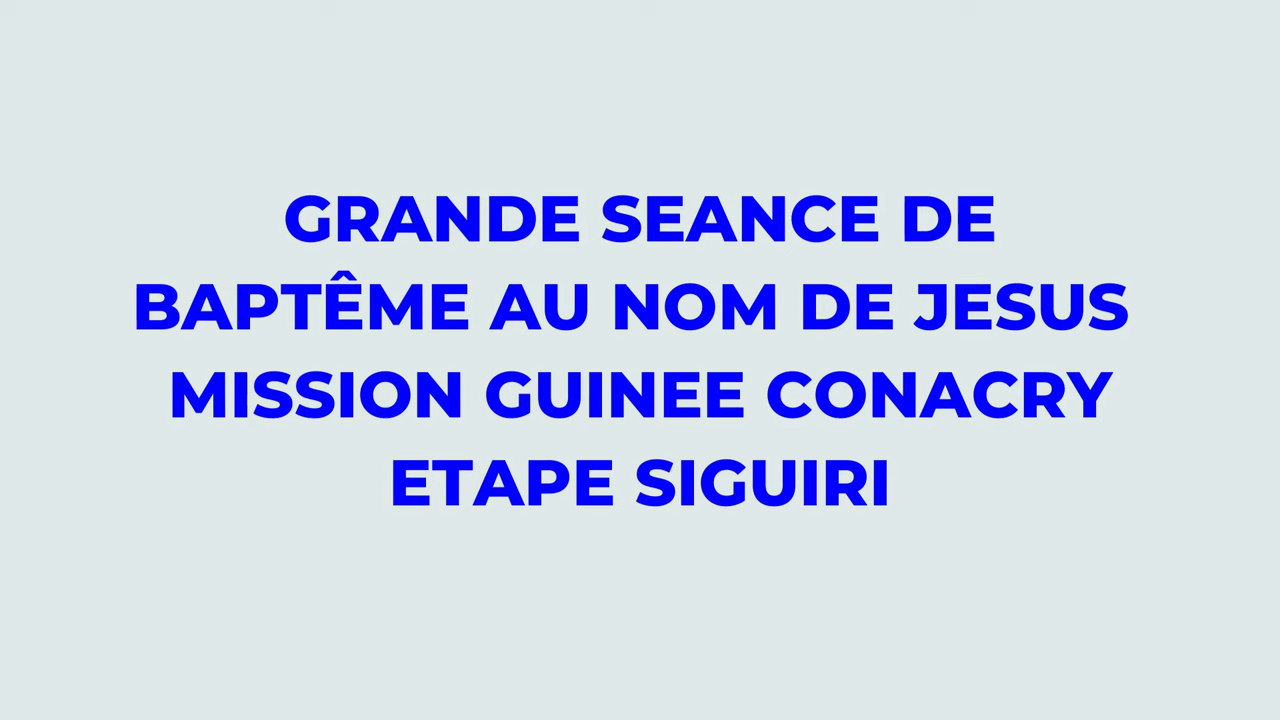 GRANDE SEANCE DE
BAPTÊME AU NOM DE JESUS
MISSION GUINEE CONACRY
ETAPE SIGUIRI